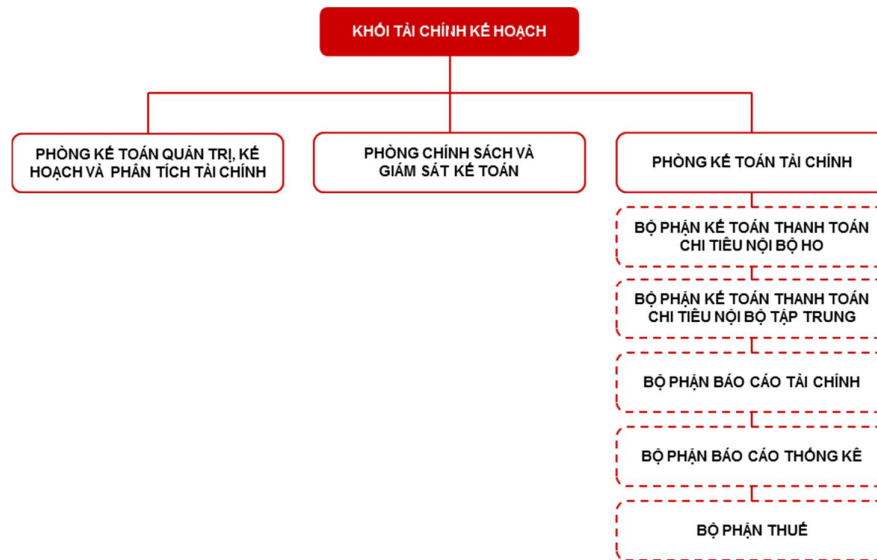 KHỐI TÀI CHÍNH KẾ HOẠCH
PHÒNG KẾ TOÁN QUẢN TRỊ, KẾ
HOẠCH VÀ PHÂN TÍCH TÀI CHÍNH
PHÒNG CHÍNH SÁCH VÀ
GIÁM SÁT KẾ TOÁN
PHÒNG KẾ TOÁN TÀI CHÍNH
BỘ PHẬN KẾ TOÁN THANH TOÁN
CHI TIÊU NỘI BỘ HO
BỘ PHẬN KẾ TOÁN THANH TOÁN
CHI TIÊU NỘI BỘ TẬP TRUNG
BỘ PHẬN BÁO CÁO TÀI CHÍNH
BỘ PHẬN BÁO CÁO THỐNG KÊ
BỘ PHẬN THUẾ